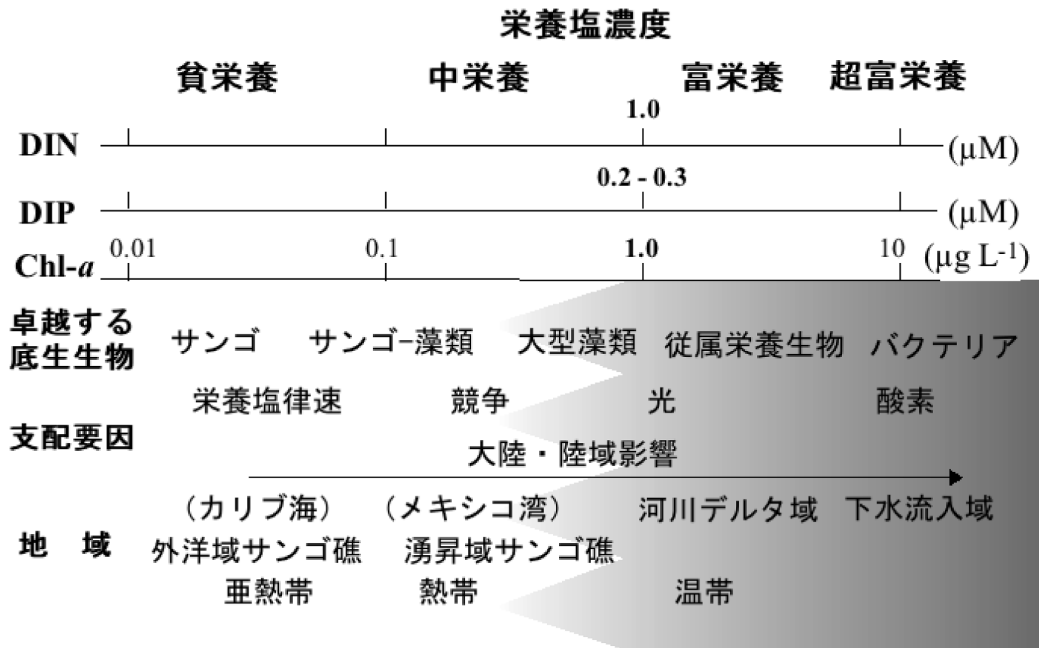 栄養塩濃度
貧栄養 中栄養 富栄養 超富栄養
1.0
DIN (μM)
0.2 - 0.3
DIP (μM)
0.01 0.1 1.0 10 (μg L-1)
Chl-a
卓越する
底生生物
サンゴ サンゴ-藻類 大型藻類 従属栄養生物 バクテリア
栄養塩律速 競争 光 酸素
支配要因
大陸・陸域影響
(カリブ海) (メキシコ湾) 河川デルタ域 下水流入域
地 域
外洋域サンゴ礁 湧昇域サンゴ礁
亜熱帯 熱帯 温帯